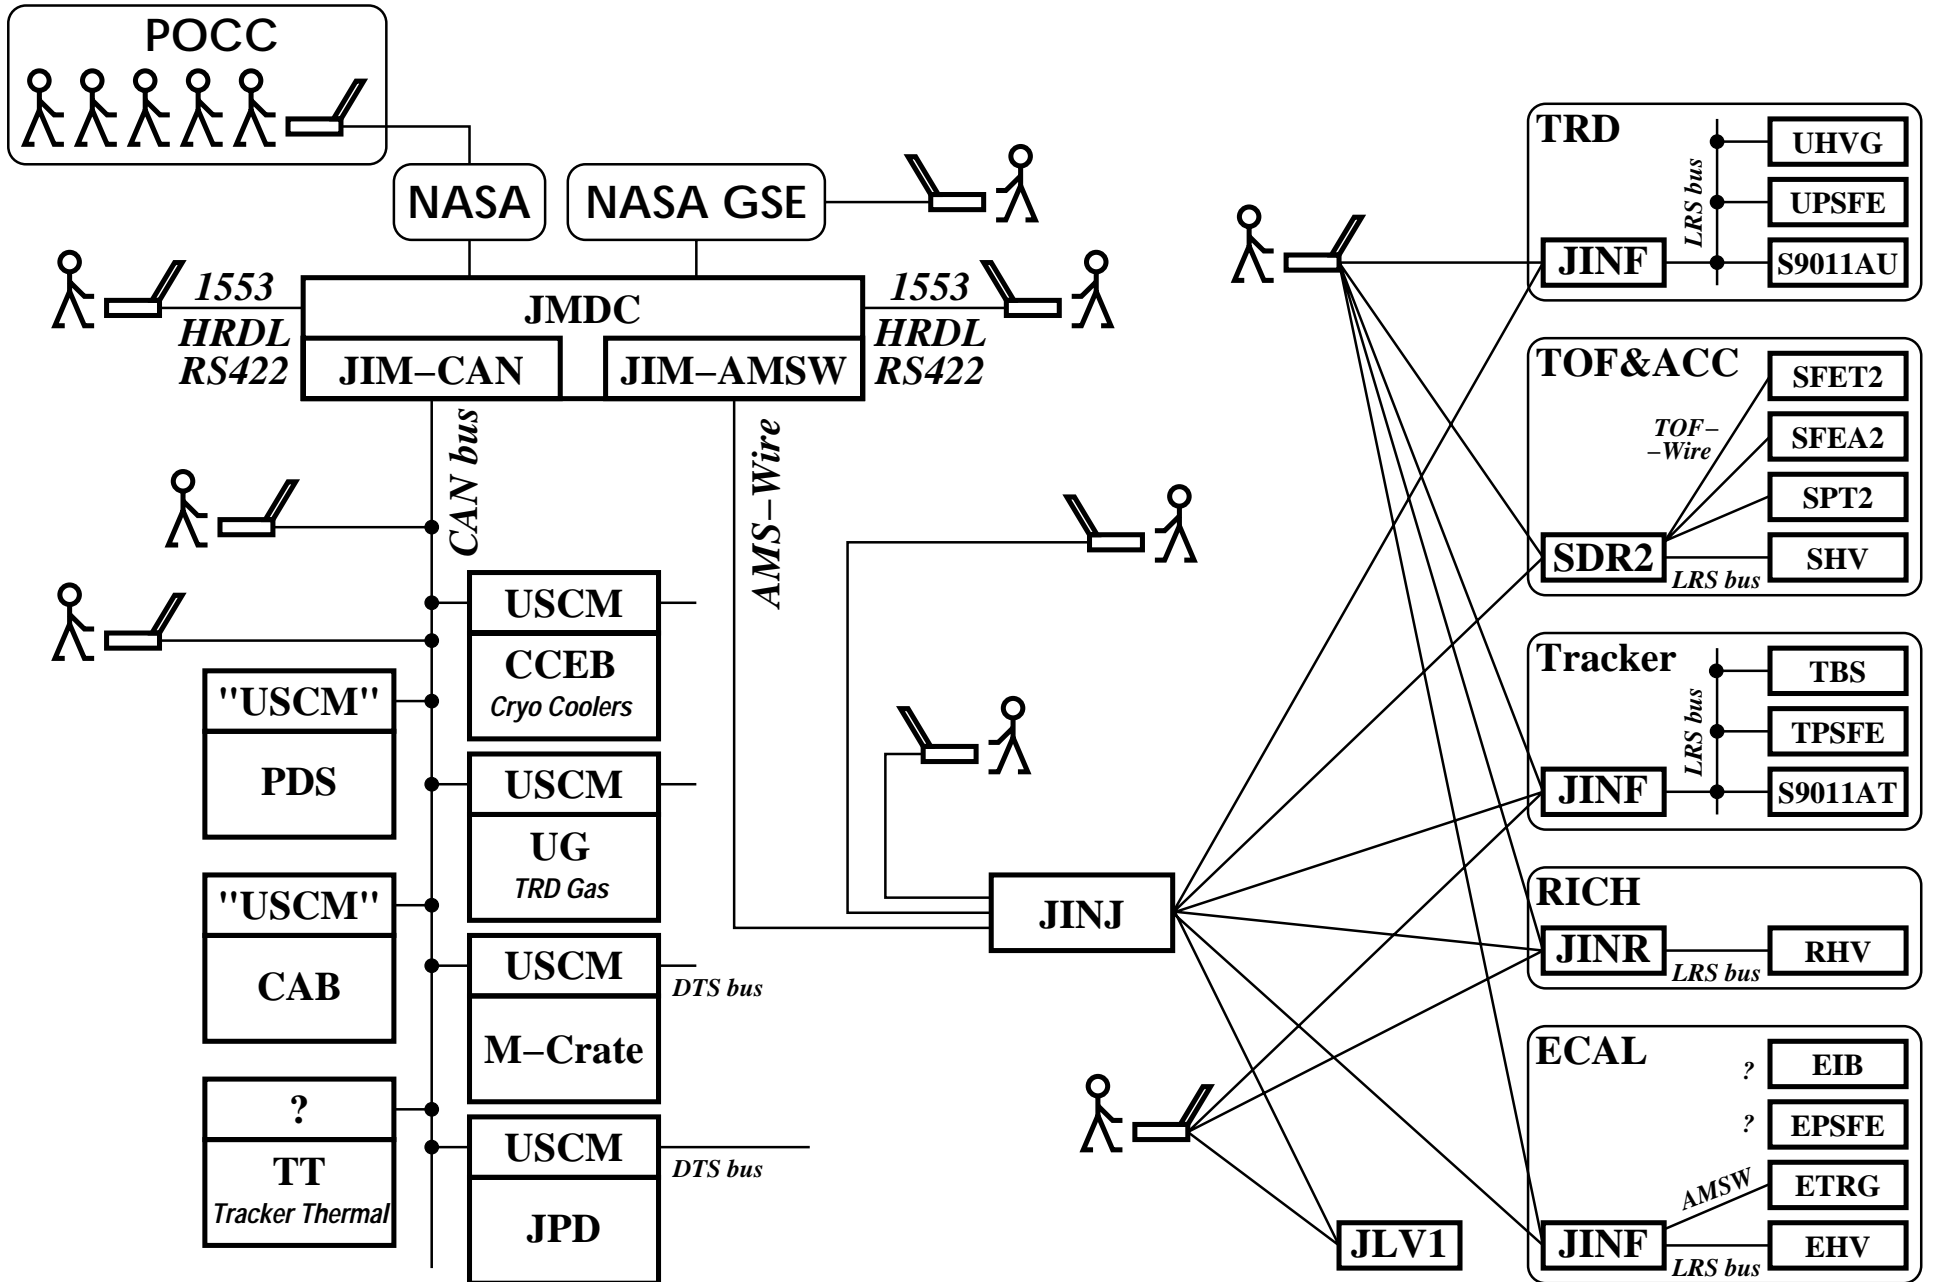 POCC
NASA
NASA GSE
1553
HRDL
RS422
JMDC
JIM–CAN
JIM–AMSW
1553
HRDL
RS422
CAN bus
AMS–Wire
USCM
CCEB
Cryo Coolers
"USCM"
PDS
USCM
UG
TRD Gas
"USCM"
CAB
USCM
DTS bus
M–Crate
?
TT
Tracker Thermal
USCM
DTS bus
JPD
JINJ
JLV1
TRD
LRS bus
UHVG
UPSFE
JINF
S9011AU
TOF&ACC
TOF–
–Wire
SFET2
SFEA2
SPT2
SDR2
LRS bus
SHV
Tracker
LRS bus
TBS
TPSFE
JINF
S9011AT
RICH
JINR
LRS bus
RHV
ECAL
?
EIB
?
EPSFE
AMSW
ETRG
JINF
LRS bus
EHV